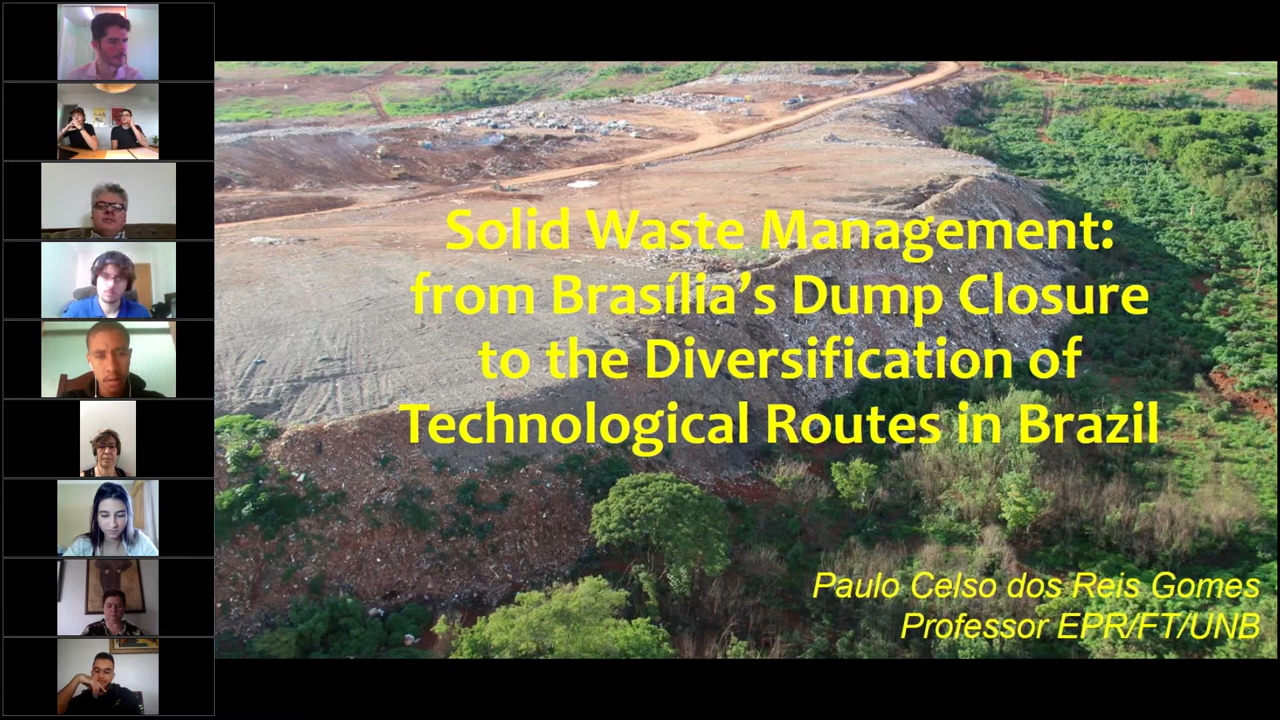 Solid Waste Management:
from Brasília’s Dump Closure
to the Diversification of
Technological Routes in Brazil
Paulo Celso dos Reis Gomes
Professor EPR/FT/UNB